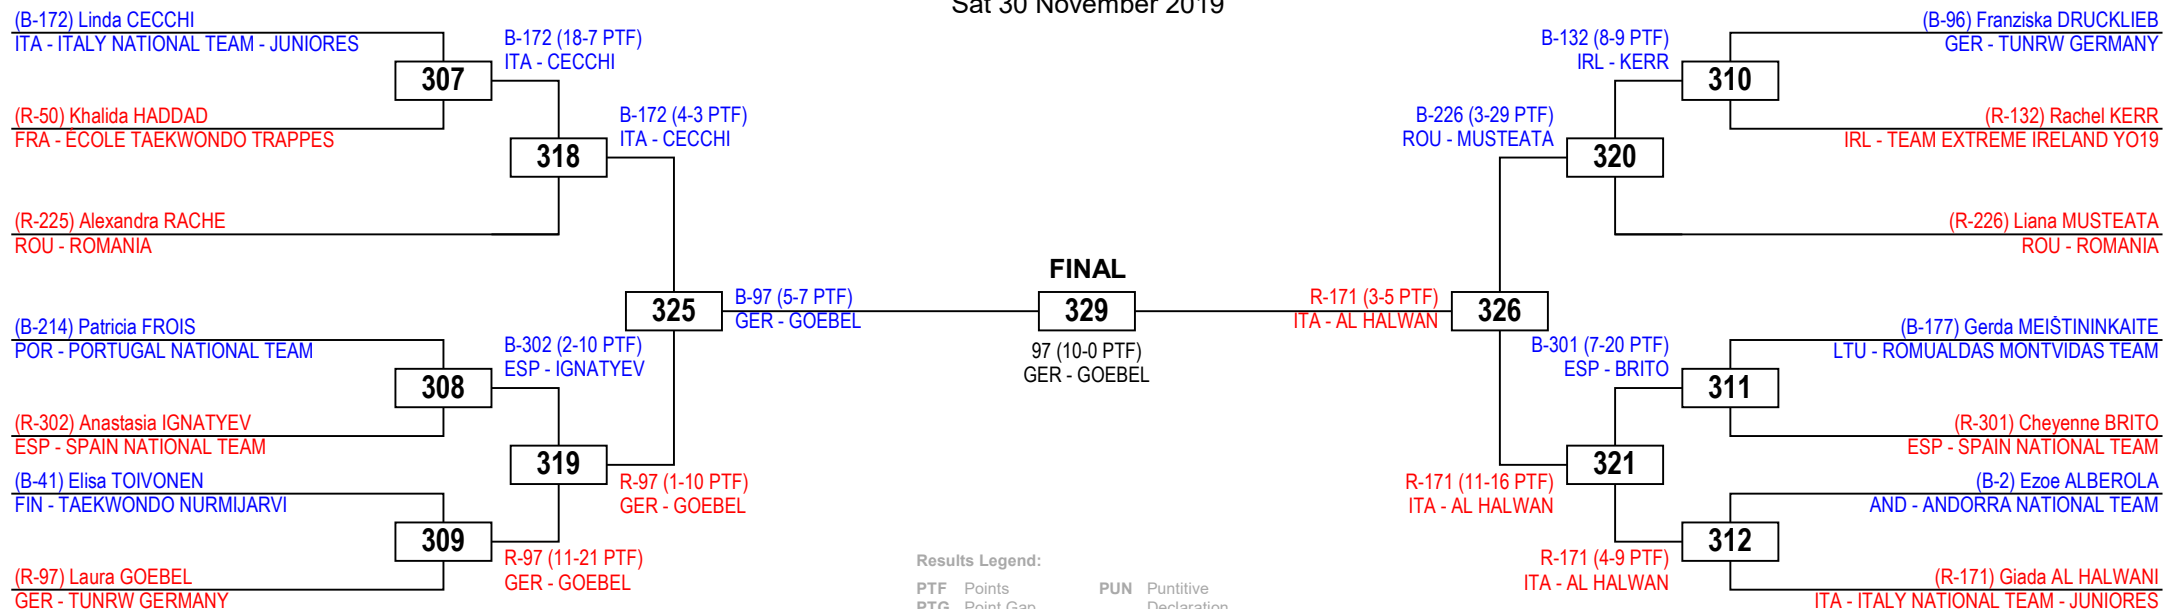 Sat 30 November 2019
(B-172) Linda CECCHI
ITA - ITALY NATIONAL TEAM - JUNIORES
307
(R-50) Khalida HADDAD
FRA - ÉCOLE TAEKWONDO TRAPPES
B-172 (18-7 PTF)
ITA - CECCHI
318
(R-225) Alexandra RACHE
ROU - ROMANIA
B-172 (4-3 PTF)
ITA - CECCHI
325
(B-214) Patricia FROIS
POR - PORTUGAL NATIONAL TEAM
308
(R-302) Anastasia IGNATYEV
ESP - SPAIN NATIONAL TEAM
B-302 (2-10 PTF)
ESP - IGNATYEV
319
(B-41) Elisa TOIVONEN
FIN - TAEKWONDO NURMIJARVI
309
(R-97) Laura GOEBEL
GER - TUNRW GERMANY
R-97 (11-21 PTF)
GER - GOEBEL
R-97 (1-10 PTF)
GER - GOEBEL
B-97 (5-7 PTF)
GER - GOEBEL
FINAL
329
97 (10-0 PTF)
GER - GOEBEL
R-171 (3-5 PTF)
ITA - AL HALWAN
326
B-226 (3-29 PTF)
ROU - MUSTEATA
320
B-132 (8-9 PTF)
IRL - KERR
310
(B-96) Franziska DRUCKLIEB
GER - TUNRW GERMANY
(R-132) Rachel KERR
IRL - TEAM EXTREME IRELAND YO19
(R-226) Liana MUSTEATA
ROU - ROMANIA
B-301 (7-20 PTF)
ESP - BRITO
311
(B-177) Gerda MEIŠTININKAITE
LTU - ROMUALDAS MONTVIDAS TEAM
(R-301) Cheyenne BRITO
ESP - SPAIN NATIONAL TEAM
321
R-171 (11-16 PTF)
ITA - AL HALWAN
R-171 (4-9 PTF)
ITA - AL HALWAN
312
(B-2) Ezoe ALBEROLA
AND - ANDORRA NATIONAL TEAM
(R-171) Giada AL HALWANI
ITA - ITALY NATIONAL TEAM - JUNIORES
Results Legend:
PTF Points PUN Puntitive
PTG Point Gap Declaration